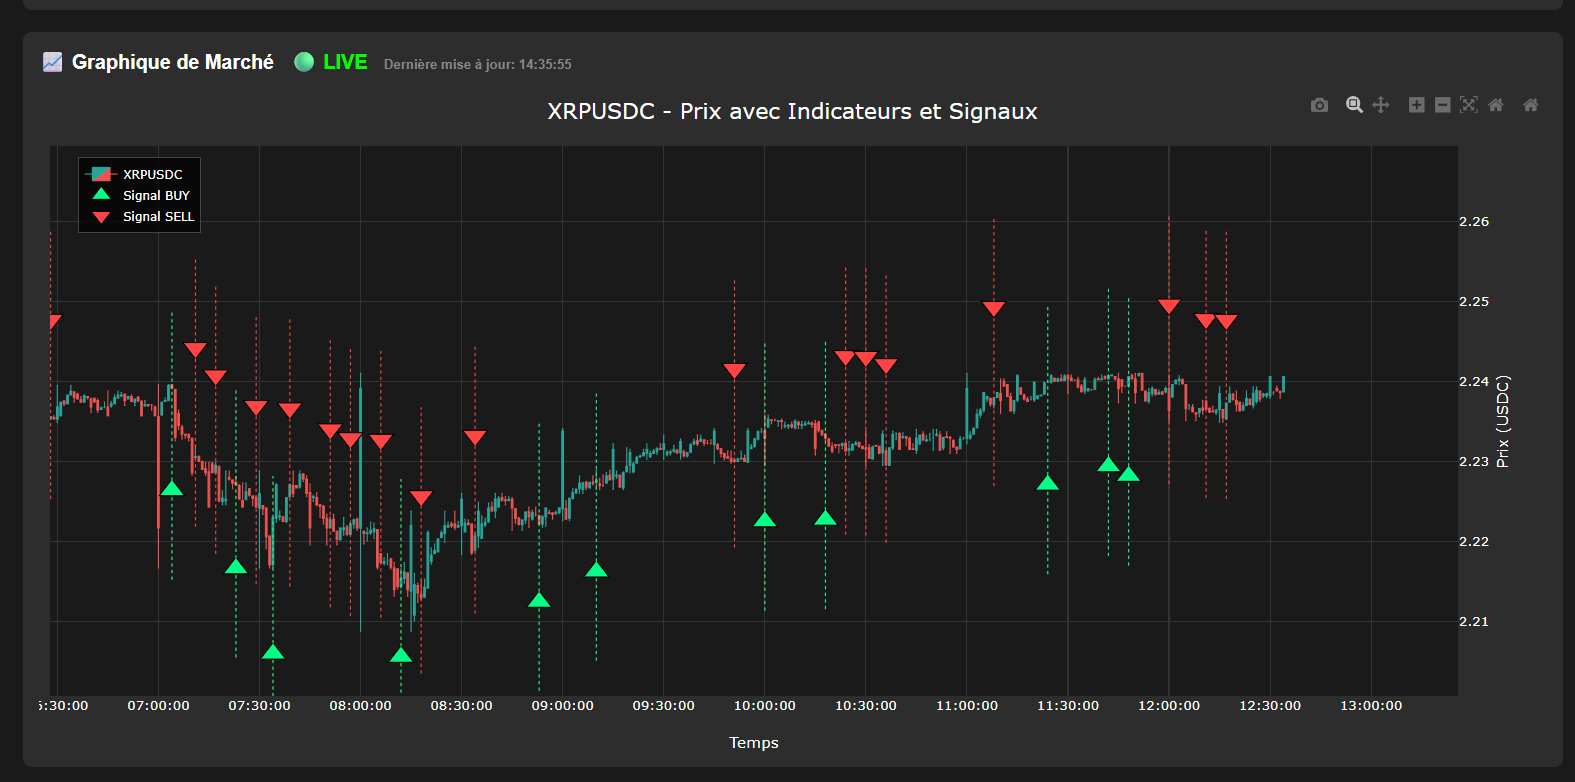 Graphique de Marché LIVE Dernière mise à jour: 14:35:55
XRPUSDC - Prix avec Indicateurs et Signaux
XRPUSDC
Signal BUY
Signal SELL
2.26
2.25
2.24
2.23
2.22
2.21
Prix (USDC)
:30:00 07:00:00 07:30:00 08:00:00 08:30:00 09:00:00 09:30:00 10:00:00 10:30:00 11:00:00 11:30:00 12:00:00 12:30:00 13:00:00
Temps